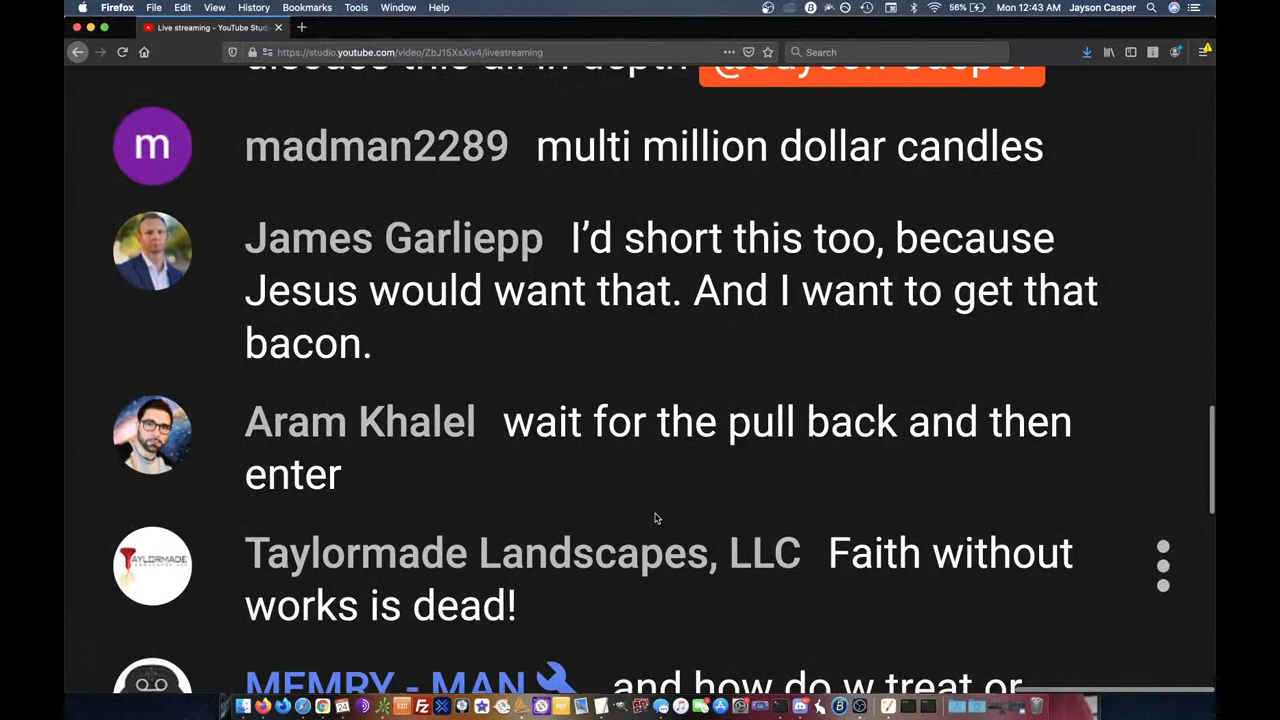 Firefox File Edit View History Bookmarks Tools Window Help 56% Mon 12:43 AM Jayson Casper
Live streaming - YouTube Stud
https://studio.youtube.com/video/ZbJ15XsXiv4/livestreaming Search
discuss this all in depth @Jayson Casper
m madman2289 multi million dollar candles
James Garliepp I’d short this too, because
Jesus would want that. And I want to get that
bacon.
Aram Khalel wait for the pull back and then
enter
TAYLORMADE Taylormade Landscapes, LLC Faith without
works is dead!
MEMRY - MAN and how do w treat or